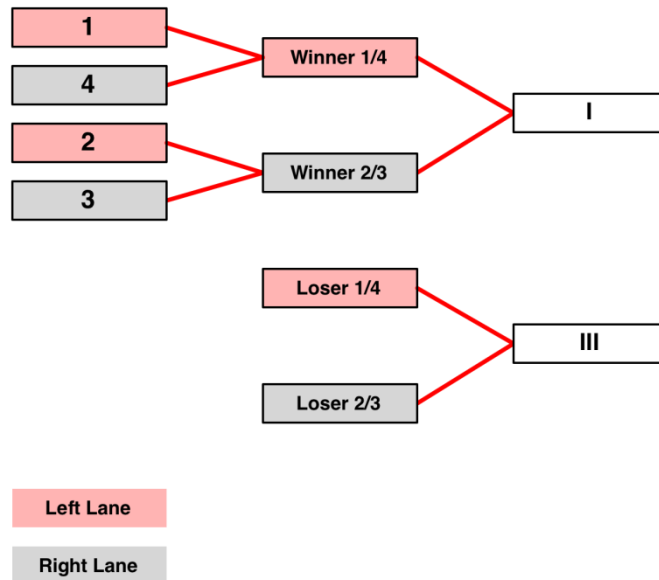 1
4
2
3
Winner 1/4
Winner 2/3
I
Loser 1/4
Loser 2/3
III
Left Lane
Right Lane